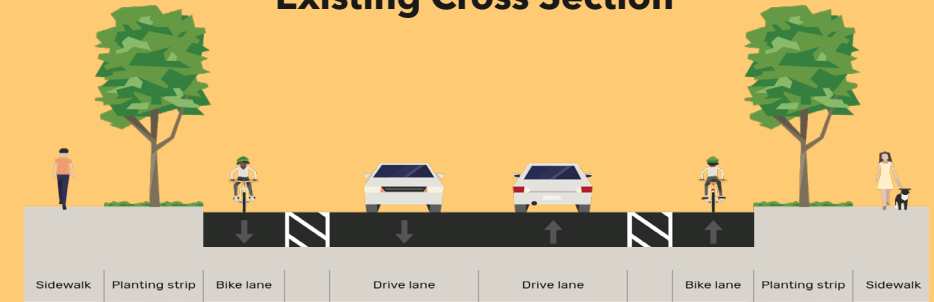 Existing Cross Section
Sidewalk Planting strip Bike lane Drive lane Drive lane Bike lane Planting strip Sidewalk